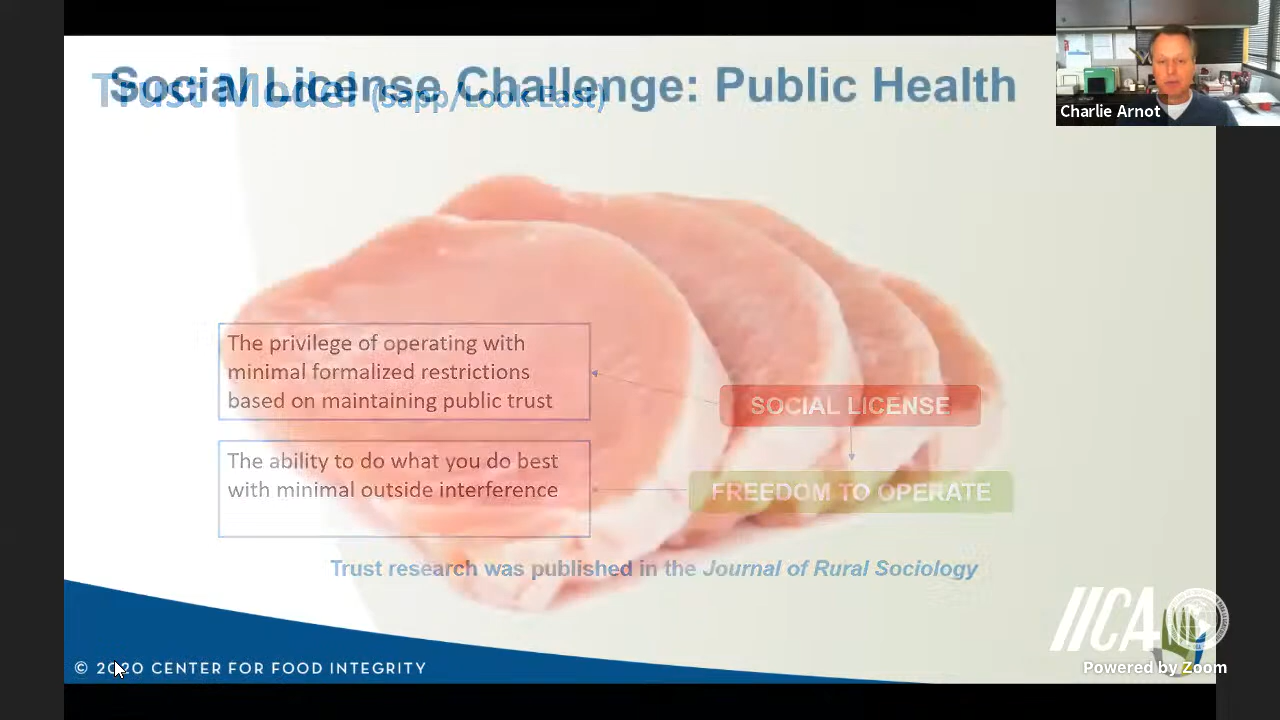 Social License Challenge: Public Health
Trust Model (Sapp/Look East)
Charlie Arnot
The privilege of operating with
minimal formalized restrictions
based on maintaining public trust
SOCIAL LICENSE
The ability to do what you do best
with minimal outside interference
FREEDOM TO OPERATE
Trust research was published in the Journal of Rural Sociology
IICA
© 2020 CENTER FOR FOOD INTEGRITY
Powered by Zoom